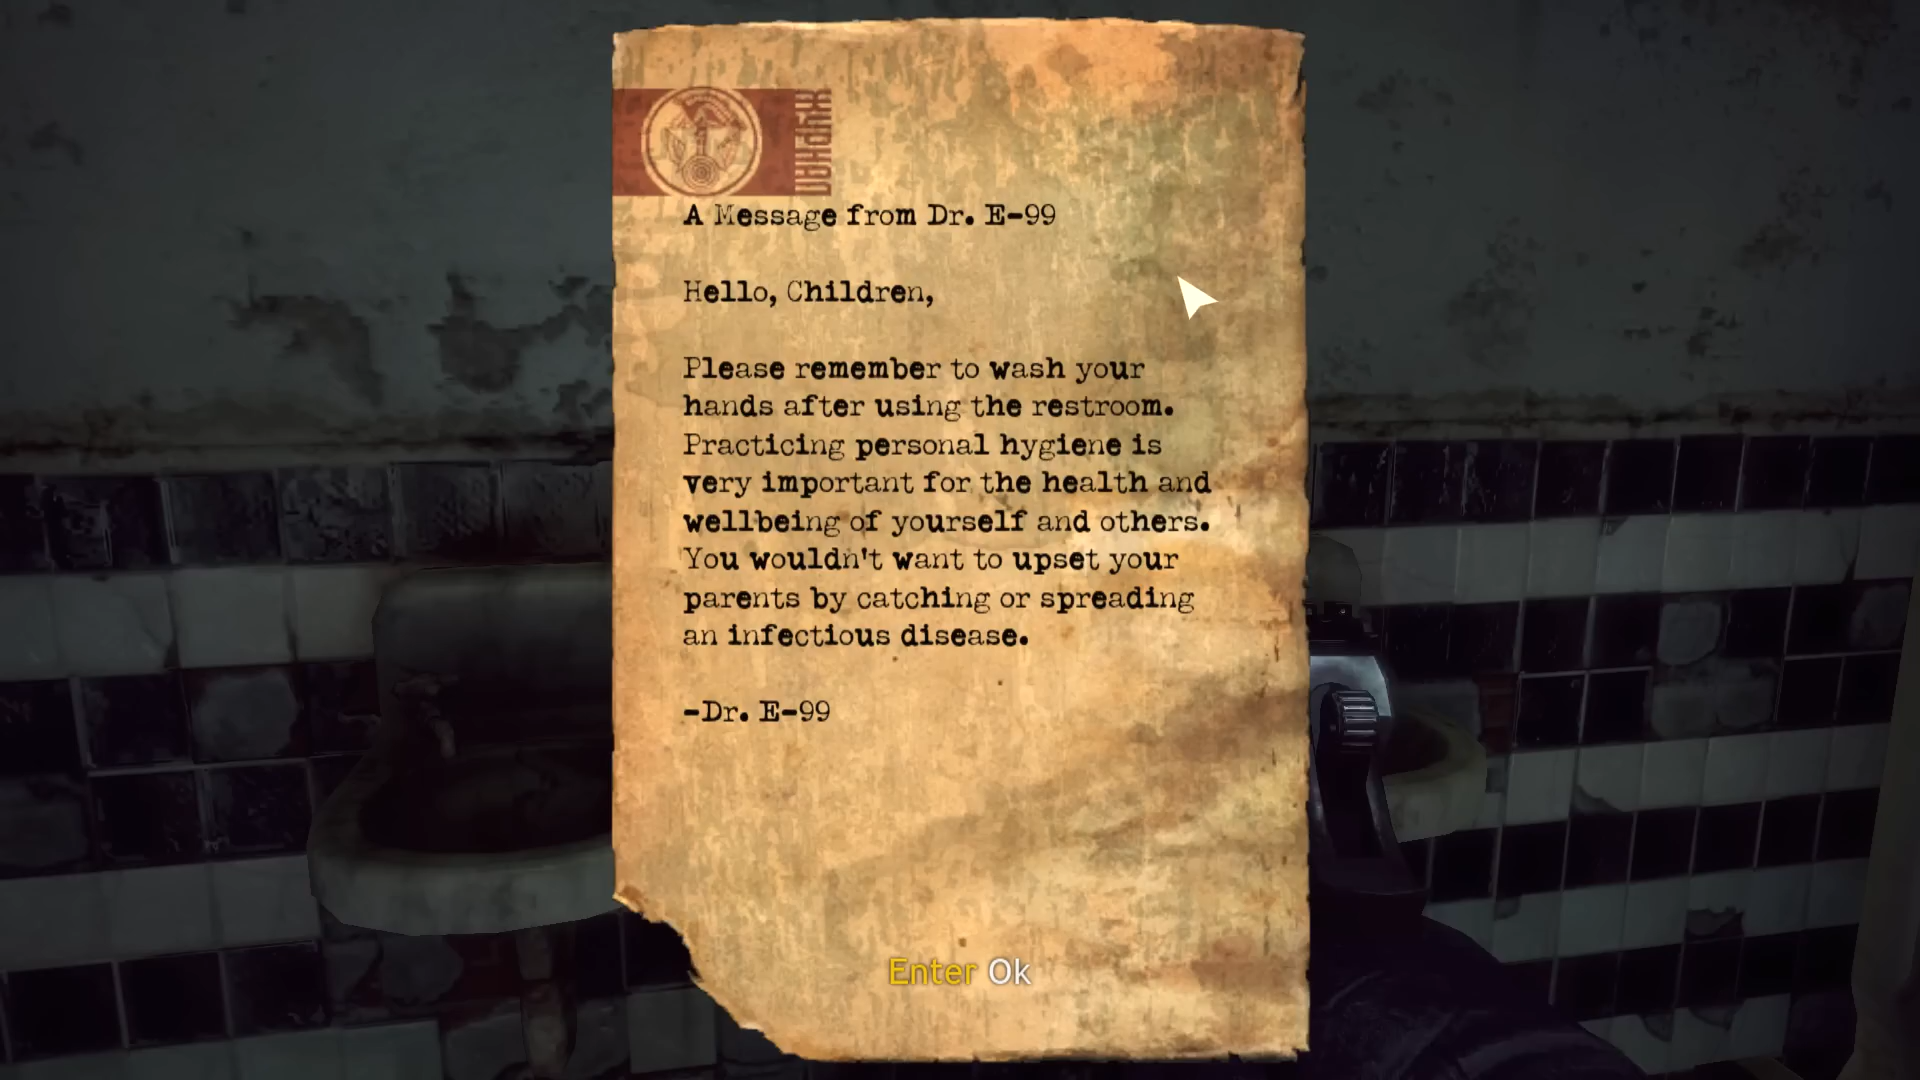 журнал
A Message from Dr. E-99
Hello, Children,
Please remember to wash your
hands after using the restroom.
Practicing personal hygiene is
very important for the health and
wellbeing of yourself and others.
You wouldn't want to upset your
parents by catching or spreading
an infectious disease.
-Dr. E-99
Enter Ok